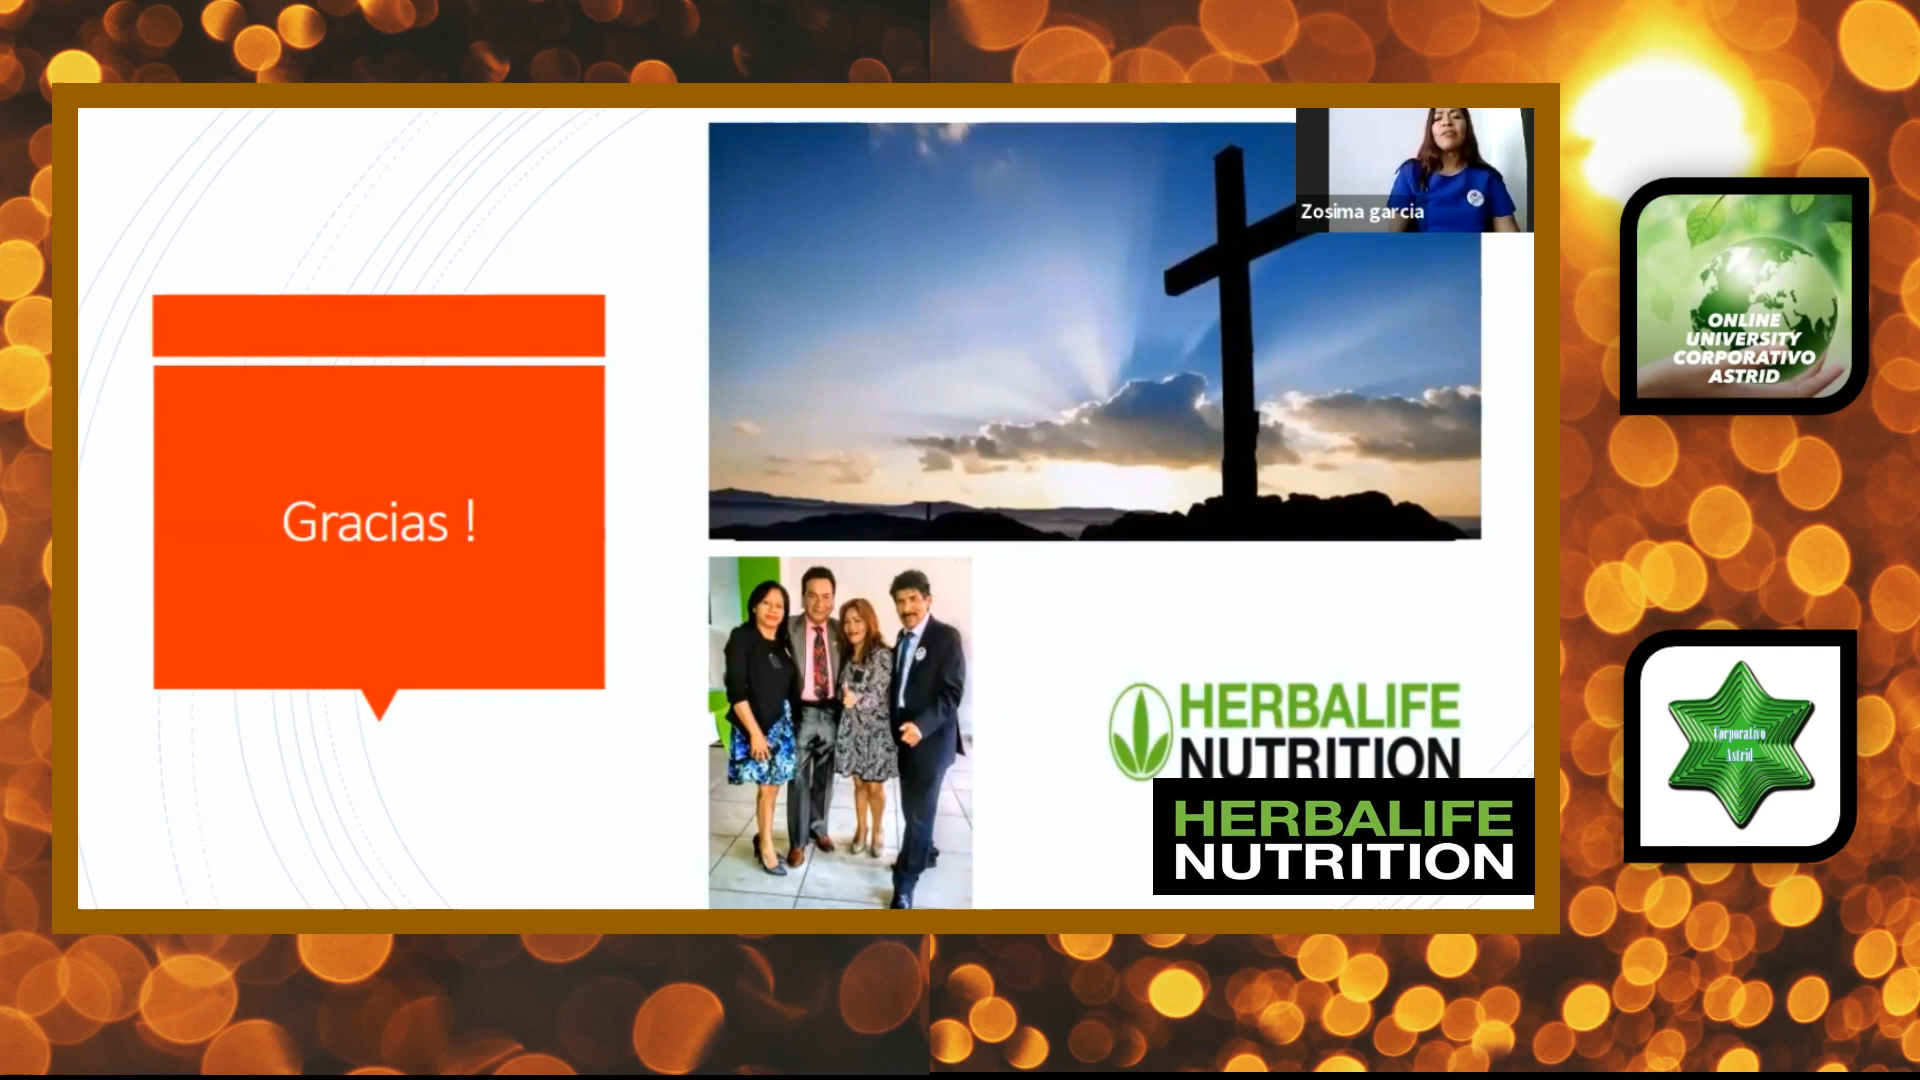 Gracias !
Zosima garcia
HERBALIFE
NUTRITION
HERBALIFE
NUTRITION
ONLINE
UNIVERSITY
CORPORATIVO
ASTRID
Corporativo
Astrid